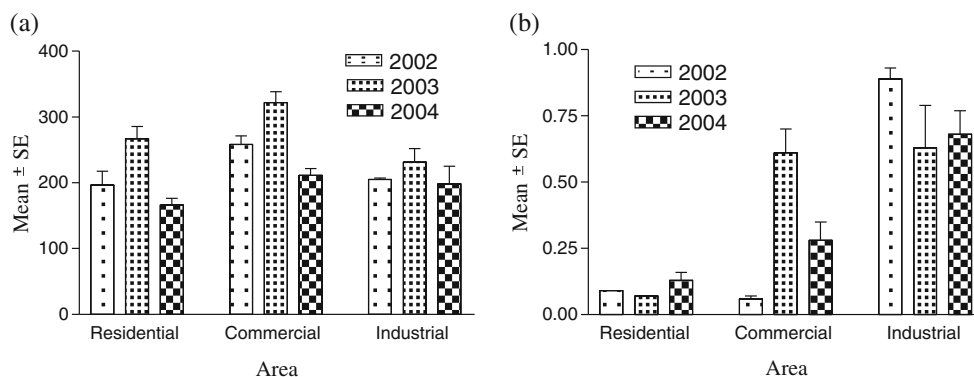 (a)
400
300
200
100
0
Mean ± SE
2002
2003
2004
Residential Commercial Industrial
Area
(b)
1.00
0.75
0.50
0.25
0.00
Mean ± SE
2002
2003
2004
Residential Commercial Industrial
Area